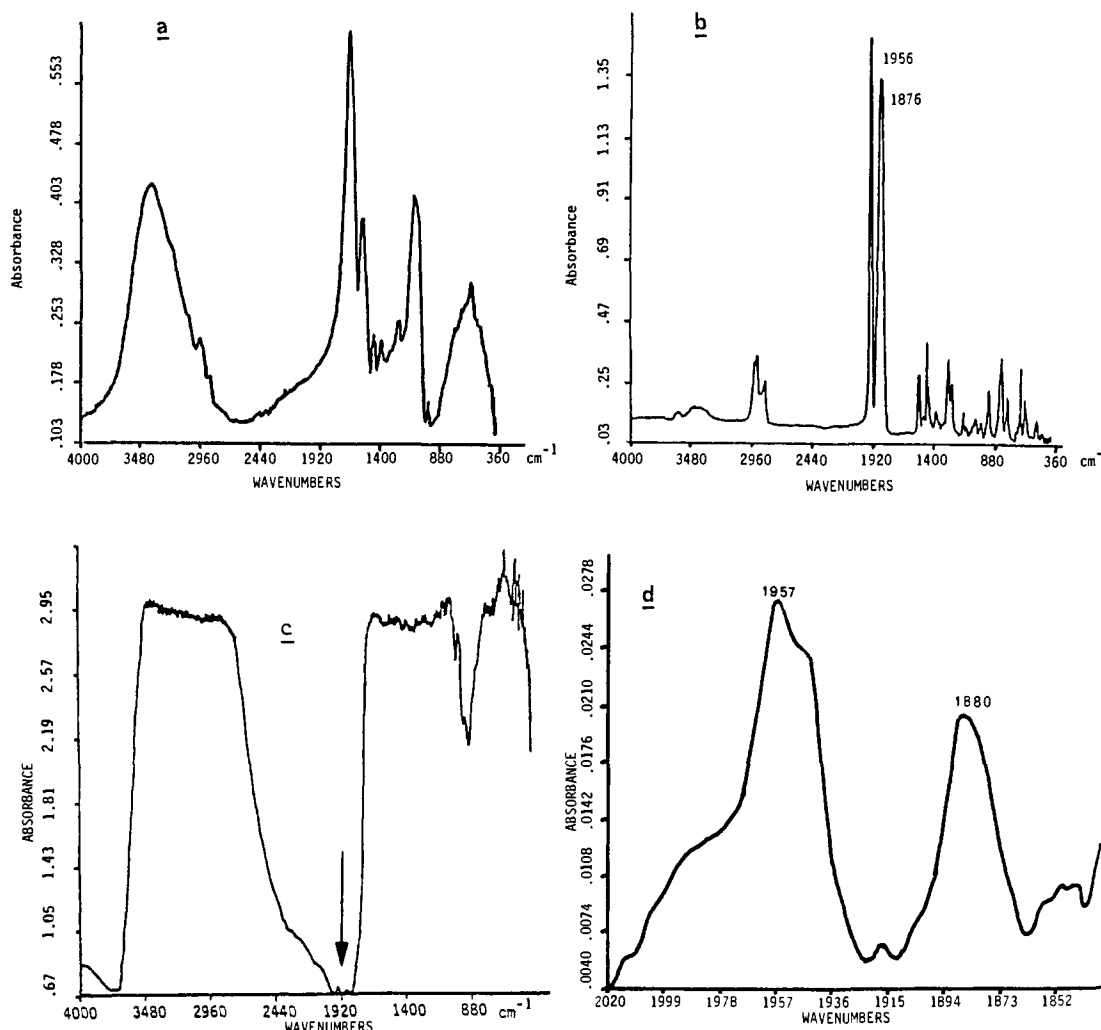 a
.553
.478
.403
.328
.253
.178
.103
Absorbance
4000 3480 2960 2440 1920 1400 880 360 cm-1
WAVENUMBERS
b
1956
1876
1.35
1.13
.91
.69
.47
.25
.03
Absorbance
4000 3480 2960 2440 1920 1400 880 360 cm-1
WAVENUMBERS
c
2.95
2.57
2.19
1.81
1.43
1.05
.67
ABSORBANCE
4000 3480 2960 2440 1920 1400 880 cm-1
WAVENUMBERS
d
1957
1880
.0278
.0244
.0210
.0176
.0142
.0108
.0074
.0040
ABSORBANCE
2020 1999 1978 1957 1936 1915 1894 1873 1852
WAVENUMBERS